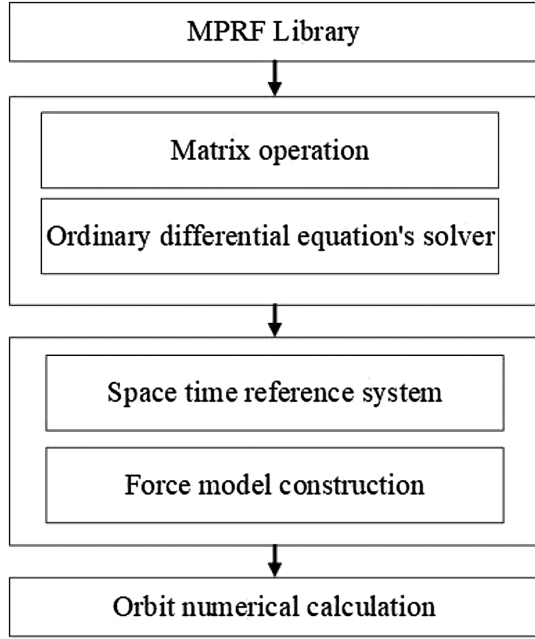 MPRF Library
Matrix operation
Ordinary differential equation's solver
Space time reference system
Force model construction
Orbit numerical calculation